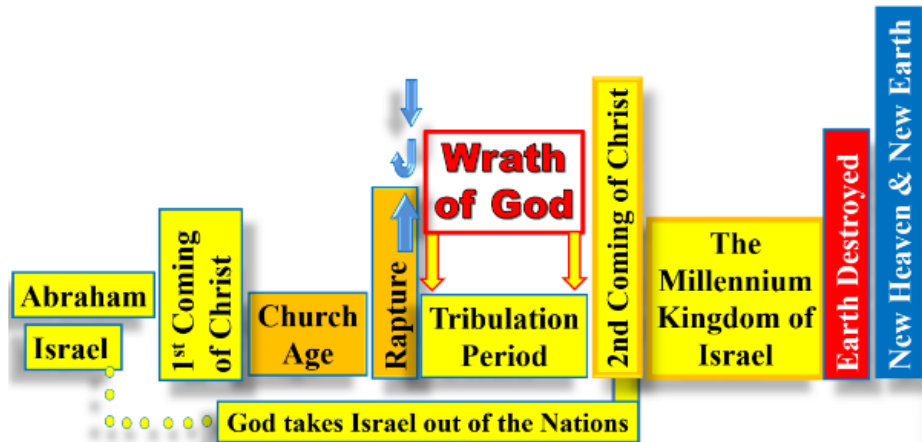 Abraham
Israel
1st Coming
of Christ
Church
Age
Rapture
Wrath
of God
Tribulation
Period
2nd Coming of Christ
The
Millennium
Kingdom of
Israel
Earth Destroyed
New Heaven & New Earth
God takes Israel out of the Nations